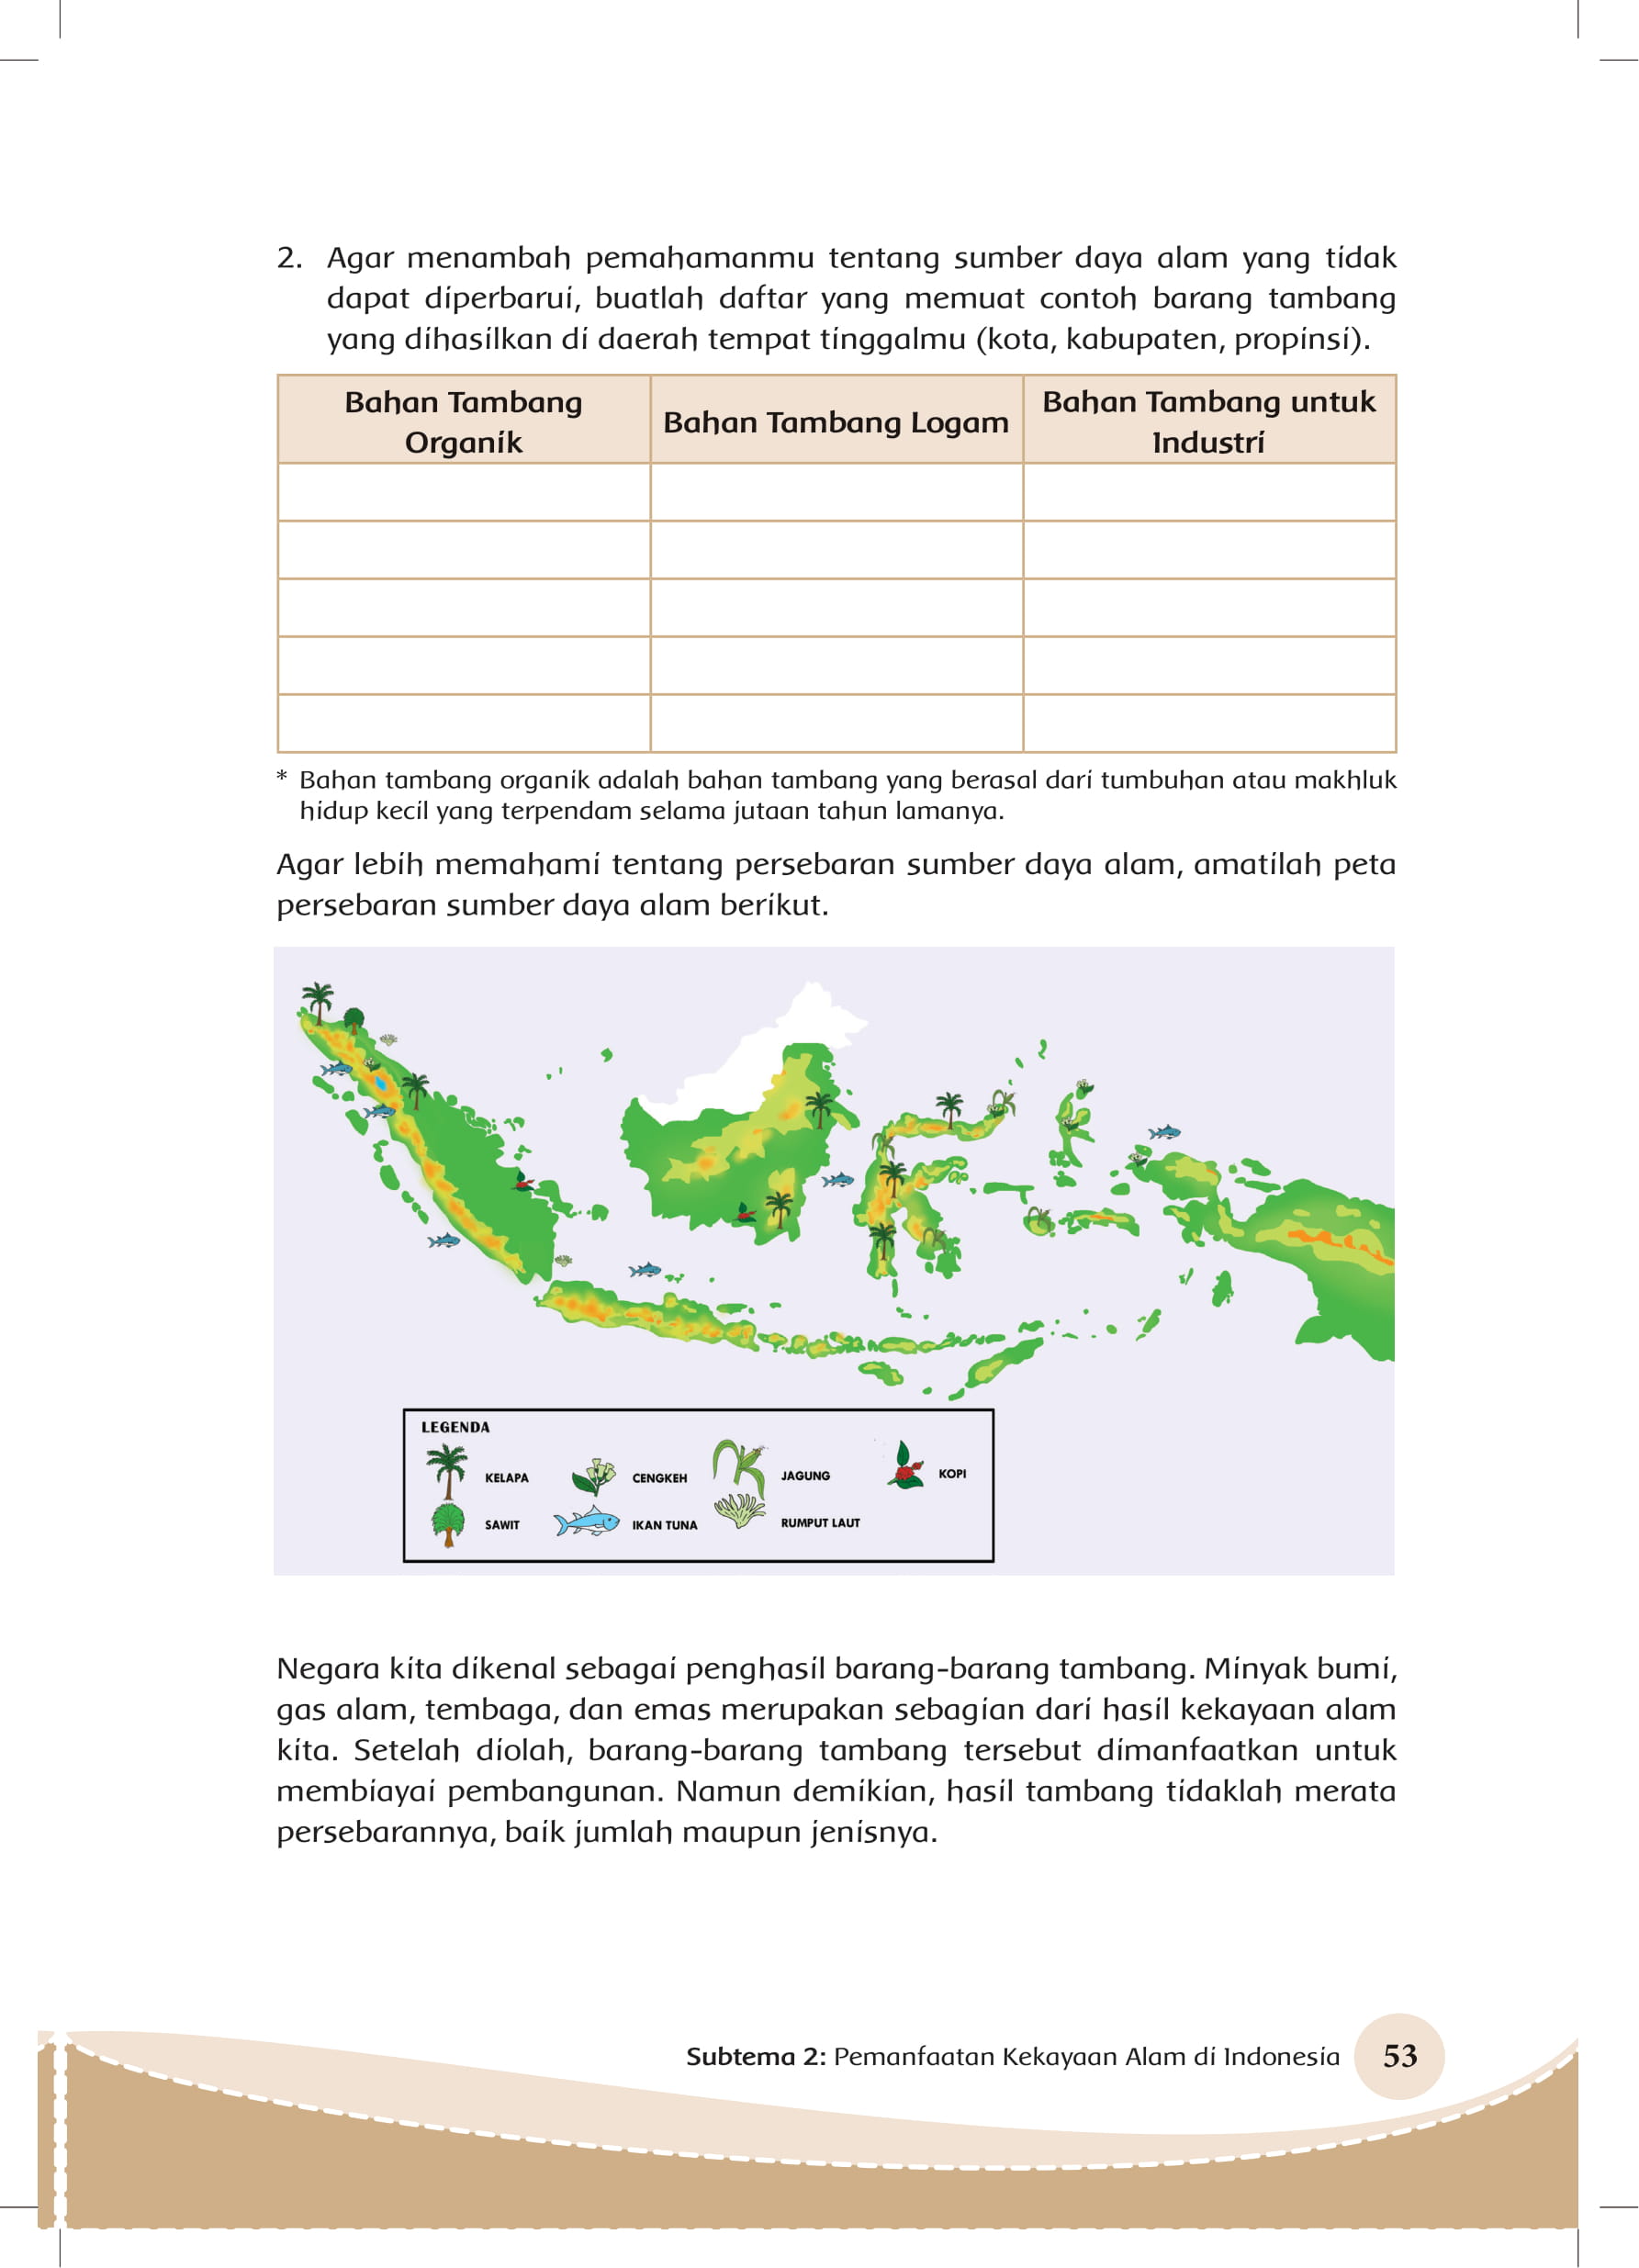 2. Agar menambah pemahamanmu tentang sumber daya alam yang tidak
dapat diperbarui, buatlah daftar yang memuat contoh barang tambang
yang dihasilkan di daerah tempat tinggalmu (kota, kabupaten, propinsi).
Bahan Tambang
Organik
Bahan Tambang Logam
Bahan Tambang untuk
Industri
* Bahan tambang organik adalah bahan tambang yang berasal dari tumbuhan atau makhluk
hidup kecil yang terpendam selama jutaan tahun lamanya.
Agar lebih memahami tentang persebaran sumber daya alam, amatilah peta
persebaran sumber daya alam berikut.
LEGENDA
KELAPA
CENGKEH
JAGUNG
KOPI
SAWIT
IKAN TUNA
RUMPUT LAUT
Negara kita dikenal sebagai penghasil barang-barang tambang. Minyak bumi,
gas alam, tembaga, dan emas merupakan sebagian dari hasil kekayaan alam
kita. Setelah diolah, barang-barang tambang tersebut dimanfaatkan untuk
membiayai pembangunan. Namun demikian, hasil tambang tidaklah merata
persebarannya, baik jumlah maupun jenisnya.
Subtema 2: Pemanfaatan Kekayaan Alam di Indonesia 53